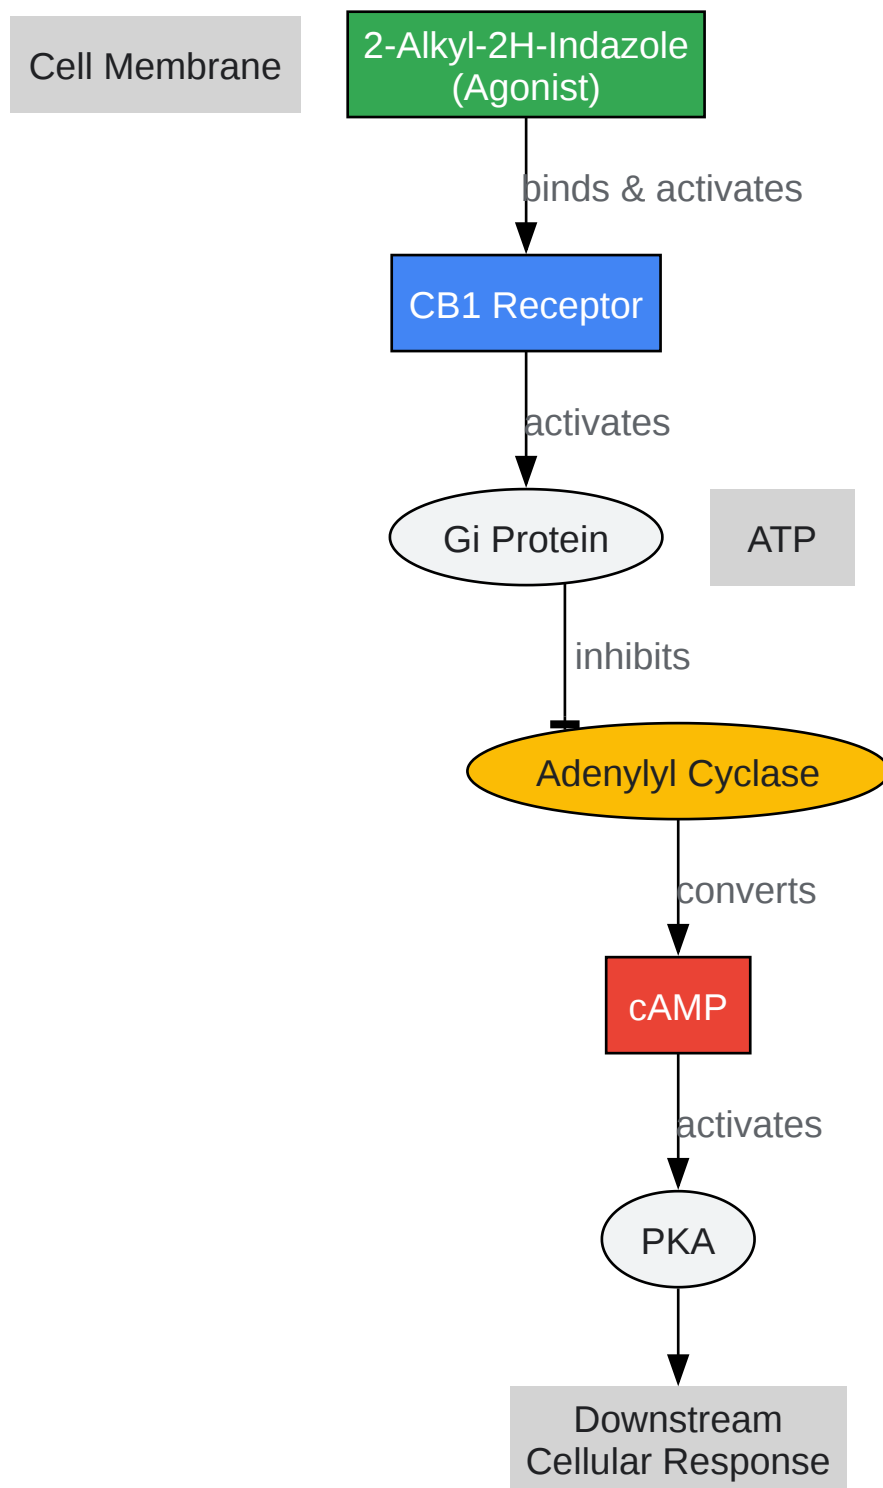 Cell Membrane
2-Alkyl-2H-Indazole
(Agonist)
binds & activates
CB1 Receptor
activates
Gi Protein
ATP
inhibits
Adenylyl Cyclase
converts
cAMP
activates
PKA
Downstream
Cellular Response